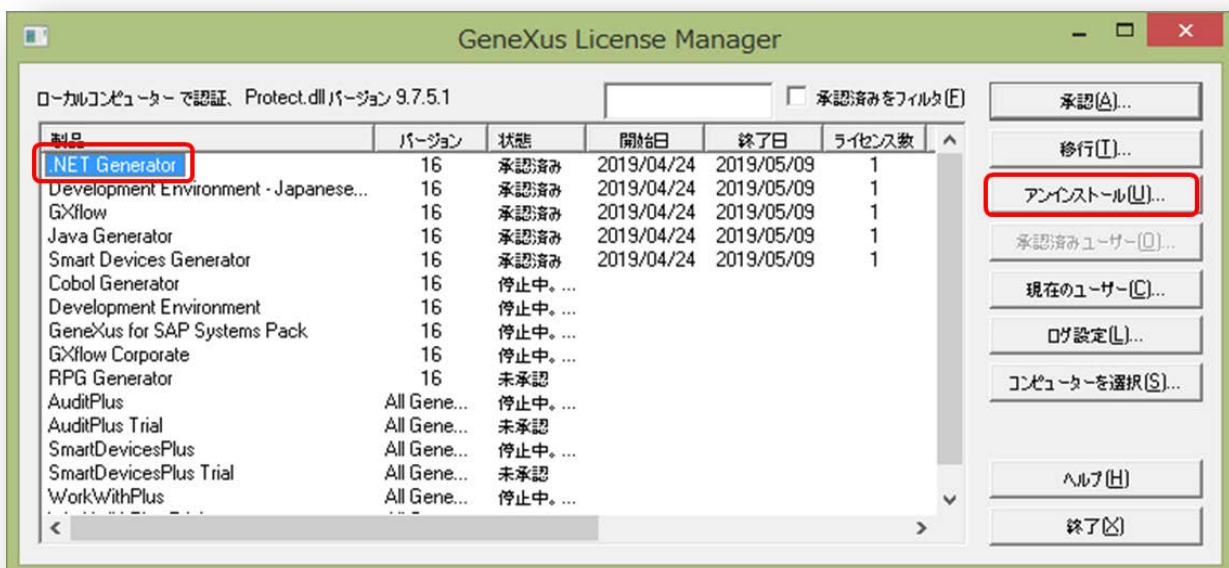 GeneXus License Manager
ローカルコンピューター で認証、 Protect.dll バージョン 9.7.5.1
承認済みをフィルタ(F)
承認(A)...
製品 バージョン 状態 開始日 終了日 ライセンス数
移行(T)...
.NET Generator 16 承認済み 2019/04/24 2019/05/09 1
Development Environment - Japanese... 16 承認済み 2019/04/24 2019/05/09 1
アンインストール(U)...
GXflow 16 承認済み 2019/04/24 2019/05/09 1
Java Generator 16 承認済み 2019/04/24 2019/05/09 1
承認済みユーザー(O)...
Smart Devices Generator 16 承認済み 2019/04/24 2019/05/09 1
Cobol Generator 16 停止中。...
現在のユーザー(C)...
Development Environment 16 停止中。...
GeneXus for SAP Systems Pack 16 停止中。...
ログ設定(L)...
GXflow Corporate 16 停止中。...
RPG Generator 16 未承認
コンピューターを選択(S)...
AuditPlus All Gene... 停止中。...
AuditPlus Trial All Gene... 未承認
SmartDevicesPlus All Gene... 停止中。...
SmartDevicesPlus Trial All Gene... 未承認
ヘルプ(H)
WorkWithPlus All Gene... 停止中。...
終了(X)